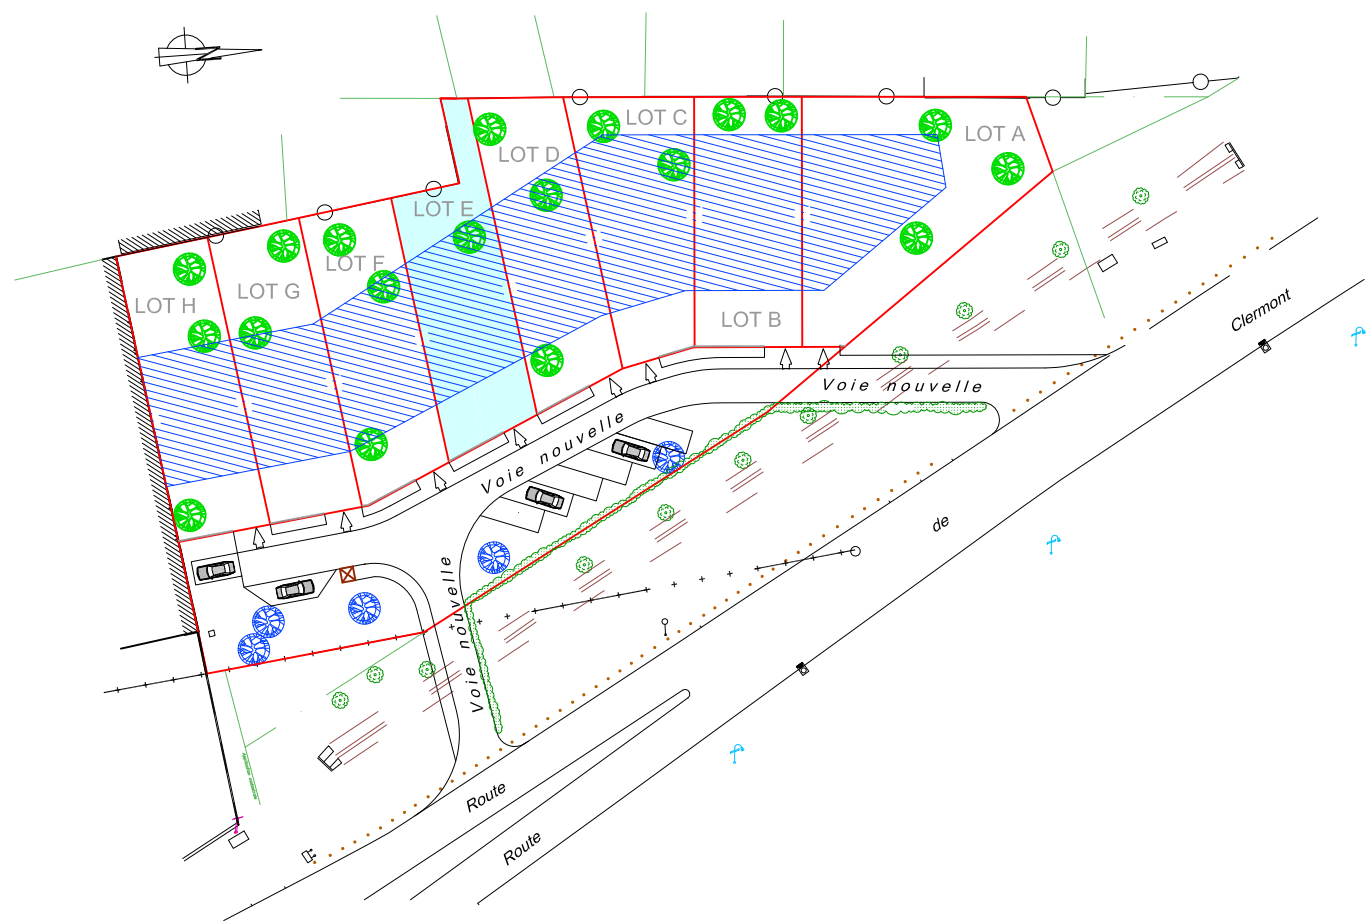 LOT C
LOT A
LOT D
LOT E
LOT F
LOT G
LOT H
LOT B
Clermont
Voie nouvelle
Voie nouvelle
de
Voie nouvelle
Route
Route